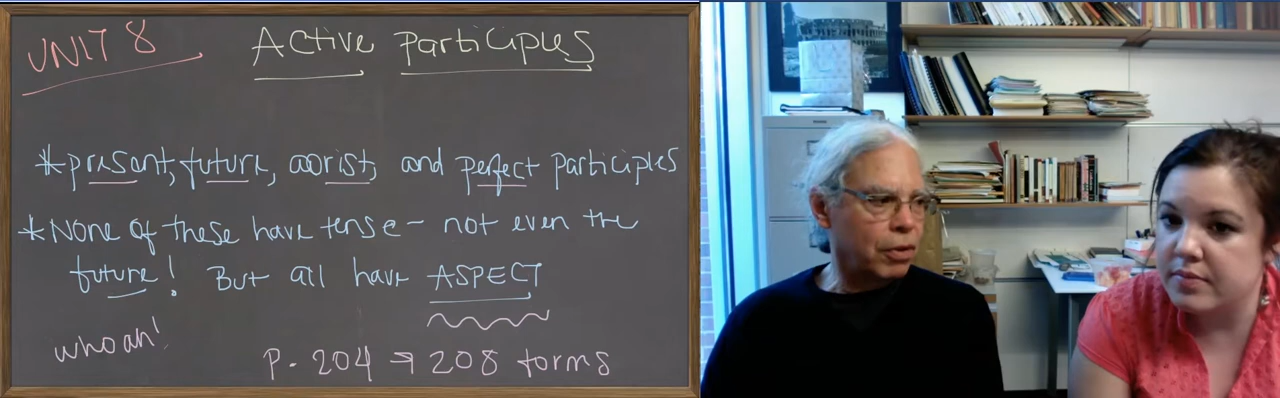 UNIT 8
Active Participles
*present, future, aorist, and perfect participles
*None of these have tense - not even the
future! But all have ASPECT
whoah!
P. 204 → 208 forms